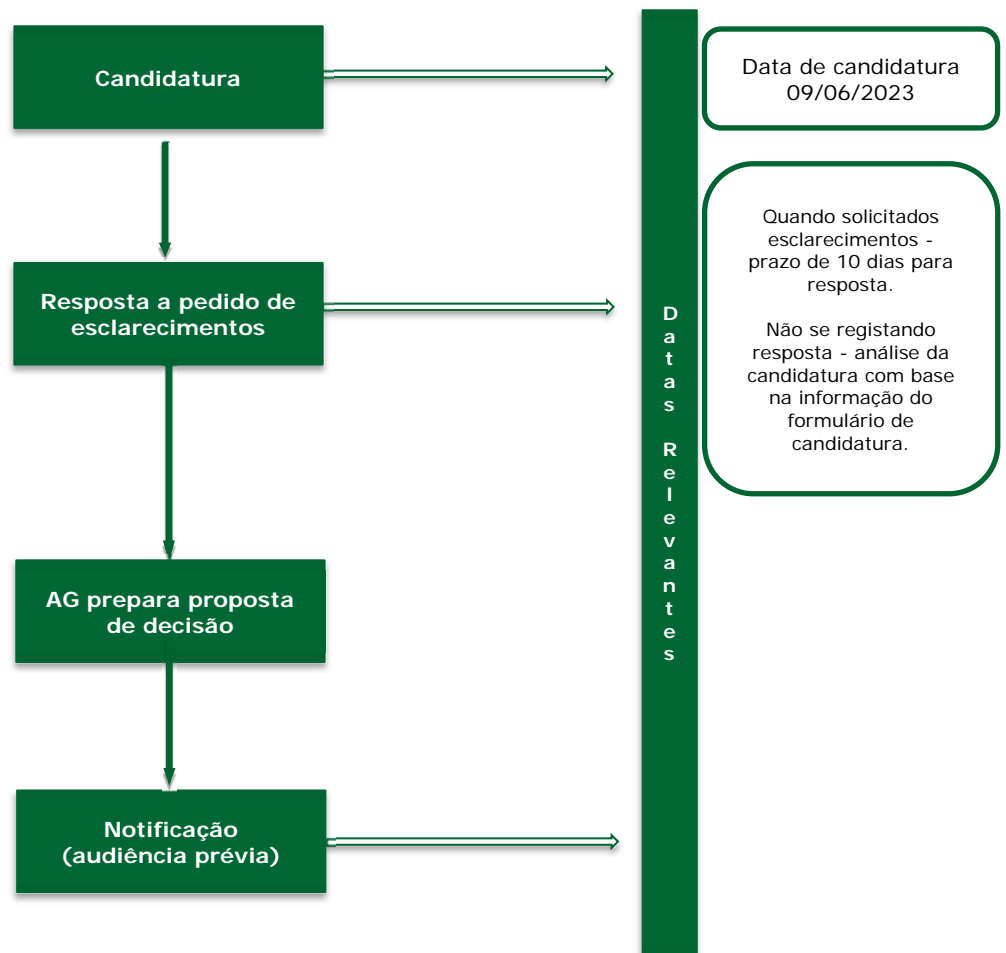 Candidatura
Data de candidatura
09/06/2023
Resposta a pedido de
esclarecimentos
Quando solicitados
esclarecimentos -
prazo de 10 dias para
resposta.
Não se registando
resposta - análise da
candidatura com base
na informação do
formulário de
candidatura.
Datas Relevantes
AG prepara proposta
de decisão
Notificação
(audiência prévia)